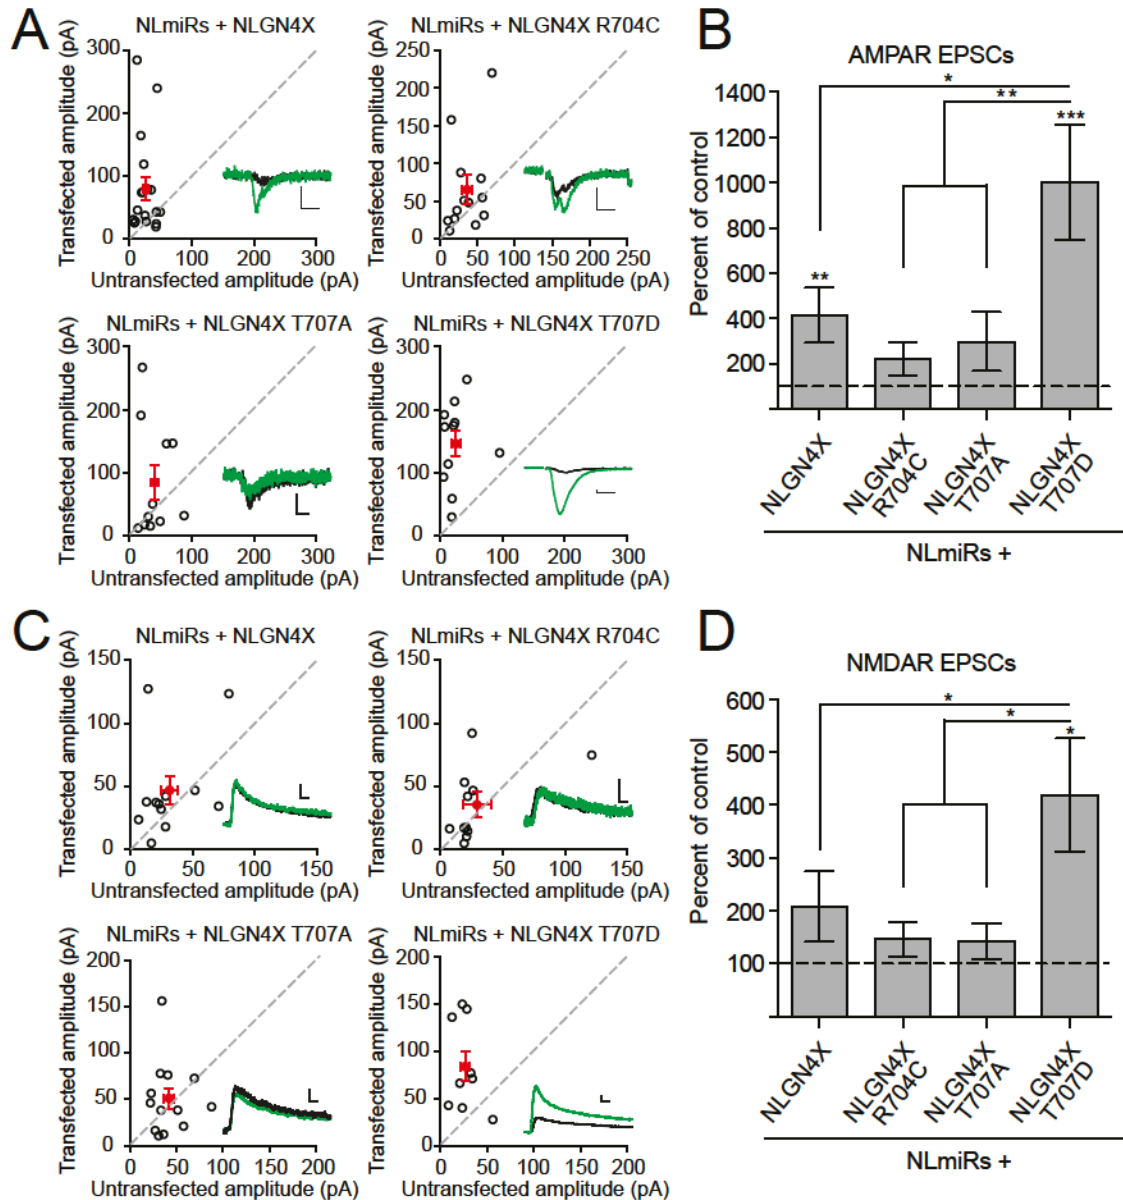 A
NLmiRs + NLGN4X
Transfected amplitude (pA)
300
200
100
0
0 100 200 300
Untransfected amplitude (pA)
NLmiRs + NLGN4X R704C
Transfected amplitude (pA)
250
200
150
100
50
0
0 50 100 150 200 250
Untransfected amplitude (pA)
NLmiRs + NLGN4X T707A
Transfected amplitude (pA)
300
200
100
0
0 100 200 300
Untransfected amplitude (pA)
NLmiRs + NLGN4X T707D
Transfected amplitude (pA)
300
200
100
0
0 100 200 300
Untransfected amplitude (pA)
B
AMPAR EPSCs
*
**
***
**
Percent of control
1400
1200
1000
800
600
400
200
NLGN4X
NLGN4X
R704C
NLGN4X
T707A
NLGN4X
T707D
NLmiRs +
C
NLmiRs + NLGN4X
Transfected amplitude (pA)
150
100
50
0
0 50 100 150
Untransfected amplitude (pA)
NLmiRs + NLGN4X R704C
Transfected amplitude (pA)
150
100
50
0
0 50 100 150
Untransfected amplitude (pA)
NLmiRs + NLGN4X T707A
Transfected amplitude (pA)
200
150
100
50
0
0 50 100 150 200
Untransfected amplitude (pA)
NLmiRs + NLGN4X T707D
Transfected amplitude (pA)
200
150
100
50
0
0 50 100 150 200
Untransfected amplitude (pA)
D
NMDAR EPSCs
*
*
*
Percent of control
600
500
400
300
200
100
NLGN4X
NLGN4X
R704C
NLGN4X
T707A
NLGN4X
T707D
NLmiRs +